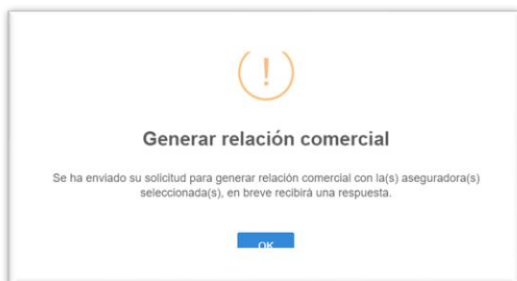 Generar relación comercial
Se ha enviado su solicitud para generar relación comercial con la(s) aseguradora(s)
seleccionada(s), en breve recibirá una respuesta.
OK